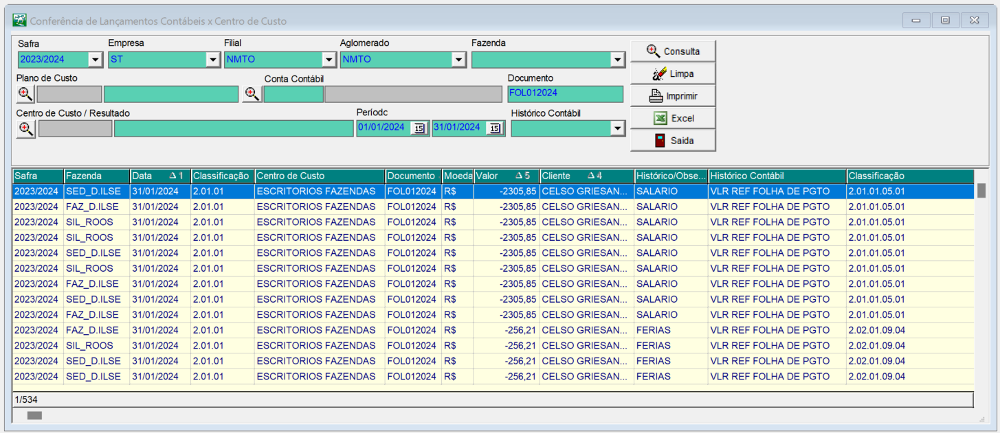 Conferência de Lançamentos Contábeis x Centro de Custo
Safra Empresa Filial Aglomerado Fazenda
2023/2024 ST NMTO NMTO
Consulta
Plano de Custo Conta Contábil Documento
FOL012024
Limpa
Imprimir
Centro de Custo / Resultado Períodc Histórico Contábil
01/01/2024 15 31/01/2024 15
Excel
Saida
Safra Fazenda Data 1 Classificação Centro de Custo Documento Moeda Valor 5 Cliente 4 Histórico/Obse... Histórico Contábil Classificação
2023/2024 SED_D.ILSE 31/01/2024 2.01.01 ESCRITORIOS FAZENDAS FOL012024 R$ -2305,85 CELSO GRIESAN... SALARIO VLR REF FOLHA DE PGTO 2.01.01.05.01
2023/2024 FAZ_D.ILSE 31/01/2024 2.01.01 ESCRITORIOS FAZENDAS FOL012024 R$ -2305,85 CELSO GRIESAN... SALARIO VLR REF FOLHA DE PGTO 2.01.01.05.01
2023/2024 SIL_ROOS 31/01/2024 2.01.01 ESCRITORIOS FAZENDAS FOL012024 R$ -2305,85 CELSO GRIESAN... SALARIO VLR REF FOLHA DE PGTO 2.01.01.05.01
2023/2024 SIL_ROOS 31/01/2024 2.01.01 ESCRITORIOS FAZENDAS FOL012024 R$ -2305,85 CELSO GRIESAN... SALARIO VLR REF FOLHA DE PGTO 2.01.01.05.01
2023/2024 SED_D.ILSE 31/01/2024 2.01.01 ESCRITORIOS FAZENDAS FOL012024 R$ -2305,85 CELSO GRIESAN... SALARIO VLR REF FOLHA DE PGTO 2.01.01.05.01
2023/2024 SIL_ROOS 31/01/2024 2.01.01 ESCRITORIOS FAZENDAS FOL012024 R$ -2305,85 CELSO GRIESAN... SALARIO VLR REF FOLHA DE PGTO 2.01.01.05.01
2023/2024 FAZ_D.ILSE 31/01/2024 2.01.01 ESCRITORIOS FAZENDAS FOL012024 R$ -2305,85 CELSO GRIESAN... SALARIO VLR REF FOLHA DE PGTO 2.01.01.05.01
2023/2024 SED_D.ILSE 31/01/2024 2.01.01 ESCRITORIOS FAZENDAS FOL012024 R$ -2305,85 CELSO GRIESAN... SALARIO VLR REF FOLHA DE PGTO 2.01.01.05.01
2023/2024 FAZ_D.ILSE 31/01/2024 2.01.01 ESCRITORIOS FAZENDAS FOL012024 R$ -2305,85 CELSO GRIESAN... SALARIO VLR REF FOLHA DE PGTO 2.01.01.05.01
2023/2024 FAZ_D.ILSE 31/01/2024 2.01.01 ESCRITORIOS FAZENDAS FOL012024 R$ -256,21 CELSO GRIESAN... FERIAS VLR REF FOLHA DE PGTO 2.02.01.09.04
2023/2024 SIL_ROOS 31/01/2024 2.01.01 ESCRITORIOS FAZENDAS FOL012024 R$ -256,21 CELSO GRIESAN... FERIAS VLR REF FOLHA DE PGTO 2.02.01.09.04
2023/2024 SED_D.ILSE 31/01/2024 2.01.01 ESCRITORIOS FAZENDAS FOL012024 R$ -256,21 CELSO GRIESAN... FERIAS VLR REF FOLHA DE PGTO 2.02.01.09.04
2023/2024 SED_D.ILSE 31/01/2024 2.01.01 ESCRITORIOS FAZENDAS FOL012024 R$ -256,21 CELSO GRIESAN... FERIAS VLR REF FOLHA DE PGTO 2.02.01.09.04
1/534